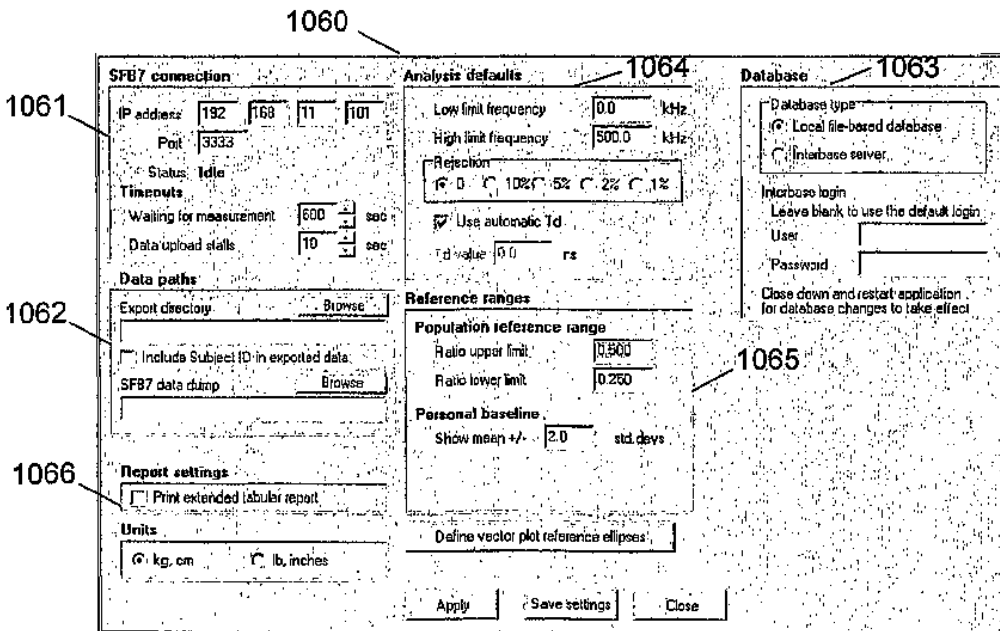 1060
SFB7 connection
1061
IP address 192 168 11 101
Port 3333
Status Idle
Timeouts
Waiting for measurement 600 sec
Data upload stalls 10 sec
Data paths
1062
Export directory Browse
Include Subject ID in exported data
SFB7 data dump Browse
1066
Report settings
Print extended tabular report
Units
kg, cm lb, inches
Analysis defaults
1064
Low limit frequency 0.0 kHz
High limit frequency 500.0 kHz
Rejection
0 10% 5% 2% 1%
Use automatic Td
Td value 0.0 ns
Reference ranges
1065
Population reference range
Ratio upper limit 0.500
Ratio lower limit 0.250
Personal baseline
Show mean +/- 2.0 std.devs
Define vector plot reference ellipses
Apply Save settings Close
Database
1063
Database type
Local file-based database
Interbase server
Interbase login
Leave blank to use the default login
User
Password
Close down and restart application
for database changes to take effect